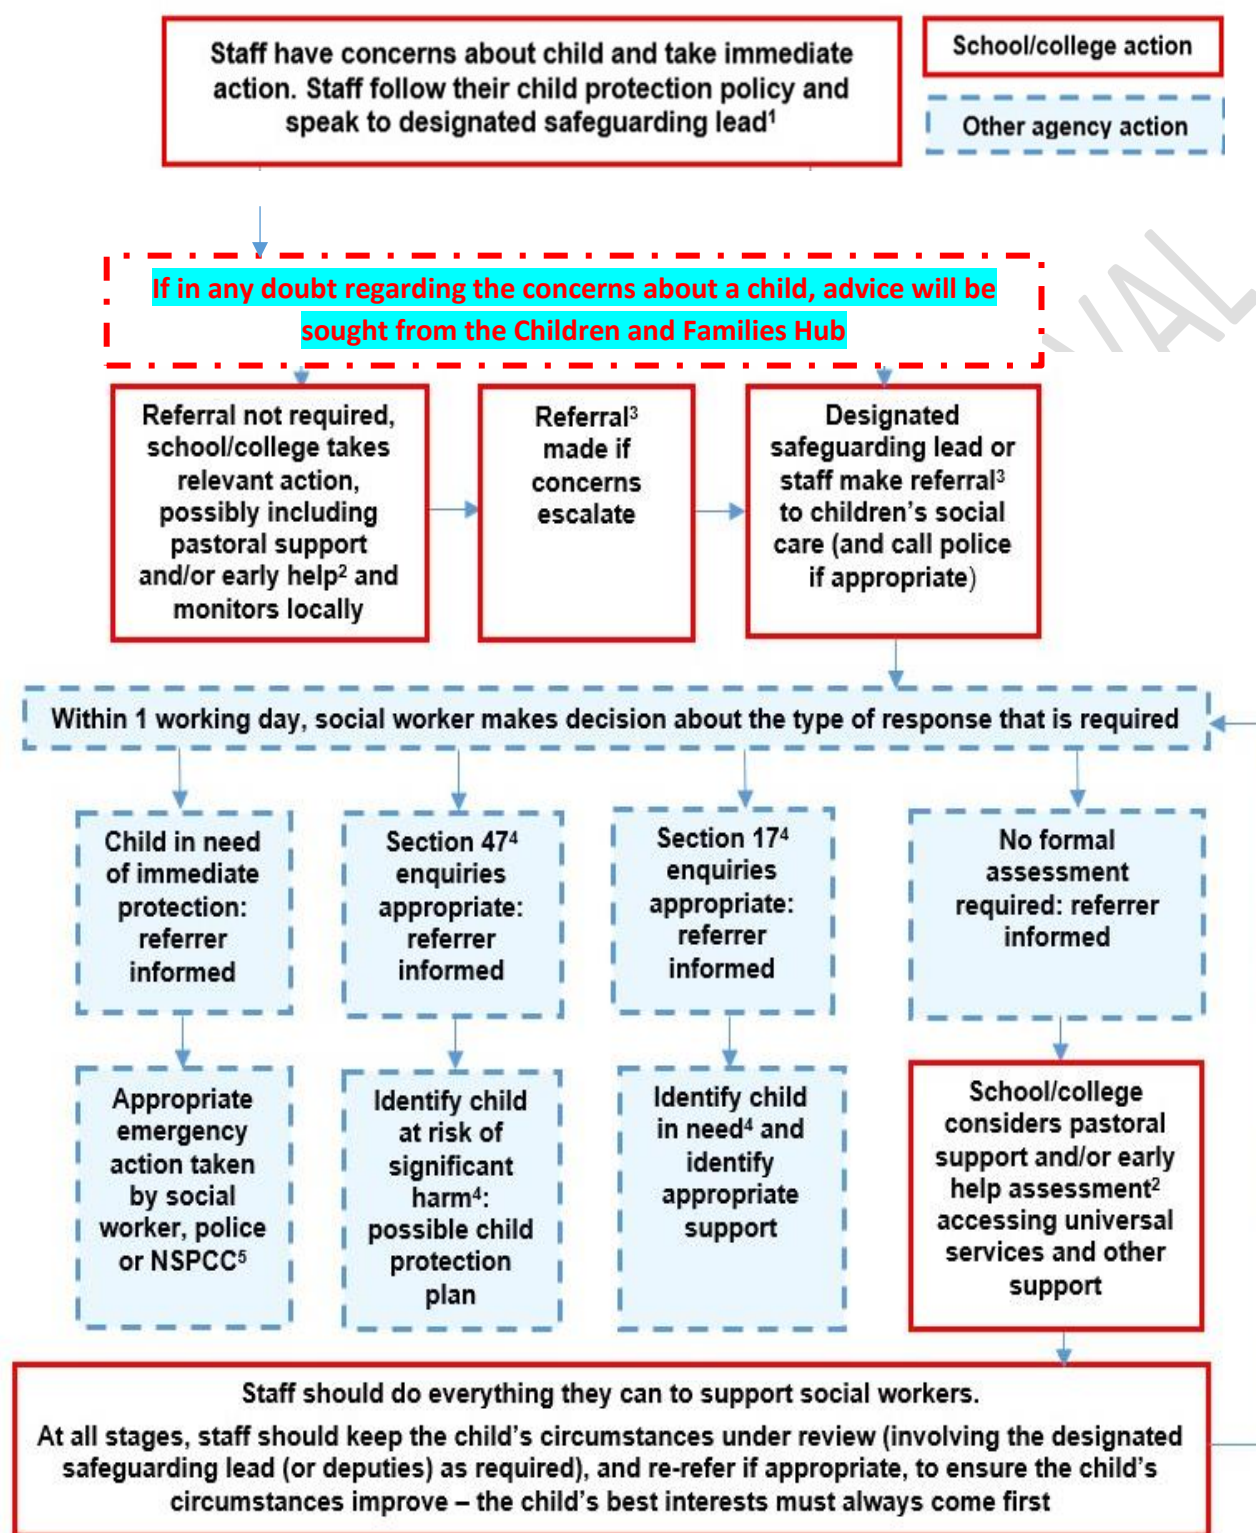 Staff have concerns about child and take immediate
action. Staff follow their child protection policy and
speak to designated safeguarding lead¹
School/college action
Other agency action
If in any doubt regarding the concerns about a child, advice will be
sought from the Children and Families Hub
Referral not required,
school/college takes
relevant action,
possibly including
pastoral support
and/or early help² and
monitors locally
Referral³
made if
concerns
escalate
Designated
safeguarding lead or
staff make referral³
to children’s social
care (and call police
if appropriate)
Within 1 working day, social worker makes decision about the type of response that is required
Child in need
of immediate
protection:
referrer
informed
Section 47⁴
enquiries
appropriate:
referrer
informed
Section 17⁴
enquiries
appropriate:
referrer
informed
No formal
assessment
required: referrer
informed
Appropriate
emergency
action taken
by social
worker, police
or NSPCC⁵
Identify child
at risk of
significant
harm⁴:
possible child
protection
plan
Identify child
in need⁴ and
identify
appropriate
support
School/college
considers pastoral
support and/or early
help assessment²
accessing universal
services and other
support
Staff should do everything they can to support social workers.
At all stages, staff should keep the child’s circumstances under review (involving the designated
safeguarding lead (or deputies) as required), and re-refer if appropriate, to ensure the child’s
circumstances improve – the child’s best interests must always come first